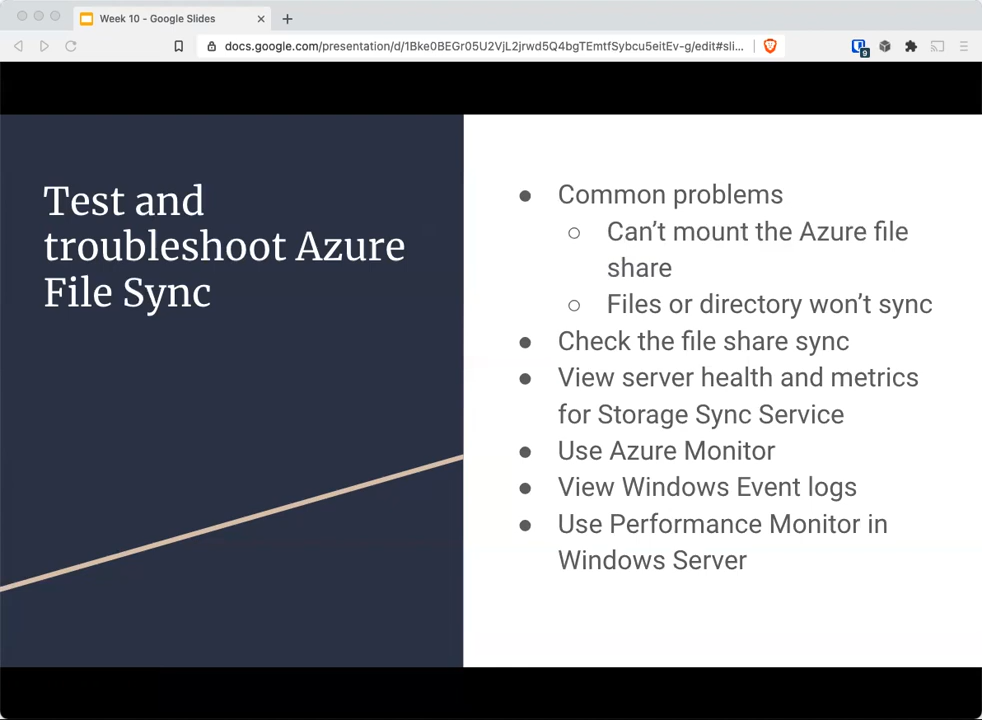 Week 10 - Google Slides
docs.google.com/presentation/d/1Bke0BEGr05U2VjL2jrwd5Q4bgTEmtfSybcu5eitEv-g/edit#sli...
9
Test and
troubleshoot Azure
File Sync
● Common problems
○ Can’t mount the Azure file
share
○ Files or directory won’t sync
● Check the file share sync
● View server health and metrics
for Storage Sync Service
● Use Azure Monitor
● View Windows Event logs
● Use Performance Monitor in
Windows Server